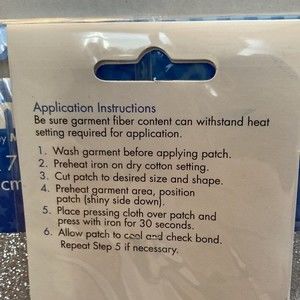 Application Instructions
Be sure garment fiber content can withstand heat
setting required for application.
1. Wash garment before applying patch.
2. Preheat iron on dry cotton setting.
3. Cut patch to desired size and shape.
4. Preheat garment area, position
patch (shiny side down).
5. Place pressing cloth over patch and
press with iron for 30 seconds.
6. Allow patch to cool and check bond.
Repeat Step 5 if necessary.
7
cm